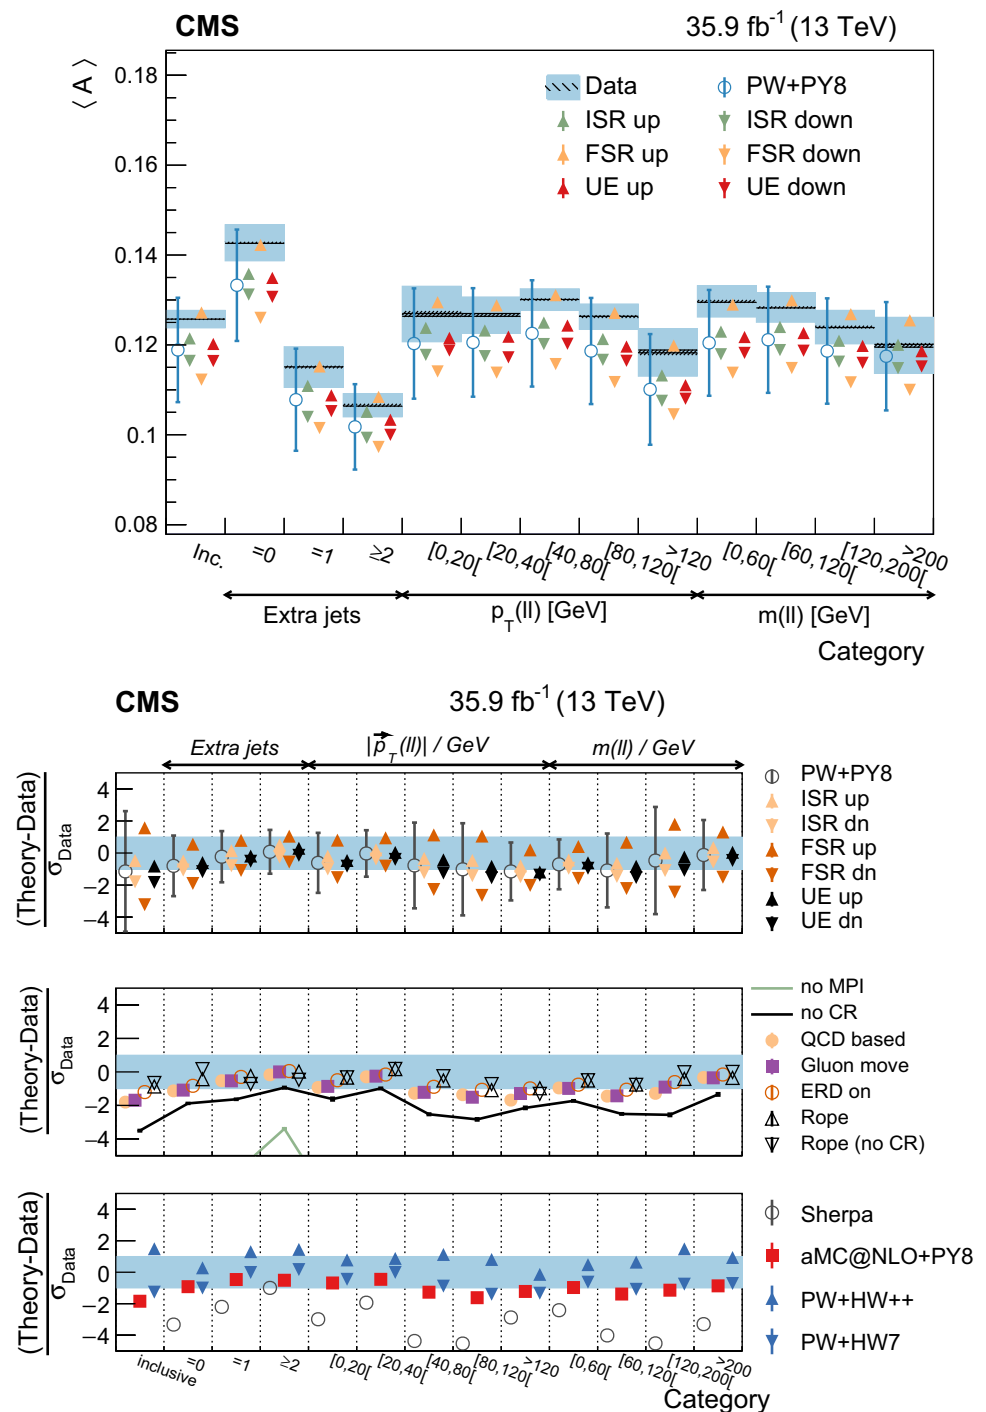 CMS 35.9 fb⁻¹ (13 TeV)
⟨ A ⟩
Data PW+PY8
ISR up ISR down
FSR up FSR down
UE up UE down
0.18
0.16
0.14
0.12
0.1
0.08
Inc. =0 =1 ≥2 [0,20[ [20,40[ [40,80[ [80,120[ >120 [0,60[ [60,120[ [120,200[ >200
Extra jets p_T(ll) [GeV] m(ll) [GeV]
Category
CMS 35.9 fb⁻¹ (13 TeV)
Extra jets |p⃗_T(ll)| / GeV m(ll) / GeV
(Theory-Data)
σ_Data
4
2
0
−2
−4
PW+PY8
ISR up
ISR dn
FSR up
FSR dn
UE up
UE dn
(Theory-Data)
σ_Data
4
2
0
−2
−4
no MPI
no CR
QCD based
Gluon move
ERD on
Rope
Rope (no CR)
(Theory-Data)
σ_Data
4
2
0
−2
−4
Sherpa
aMC@NLO+PY8
PW+HW++
PW+HW7
inclusive =0 =1 ≥2 [0,20[ [20,40[ [40,80[ [80,120[ >120 [0,60[ [60,120[ [120,200[ >200
Category